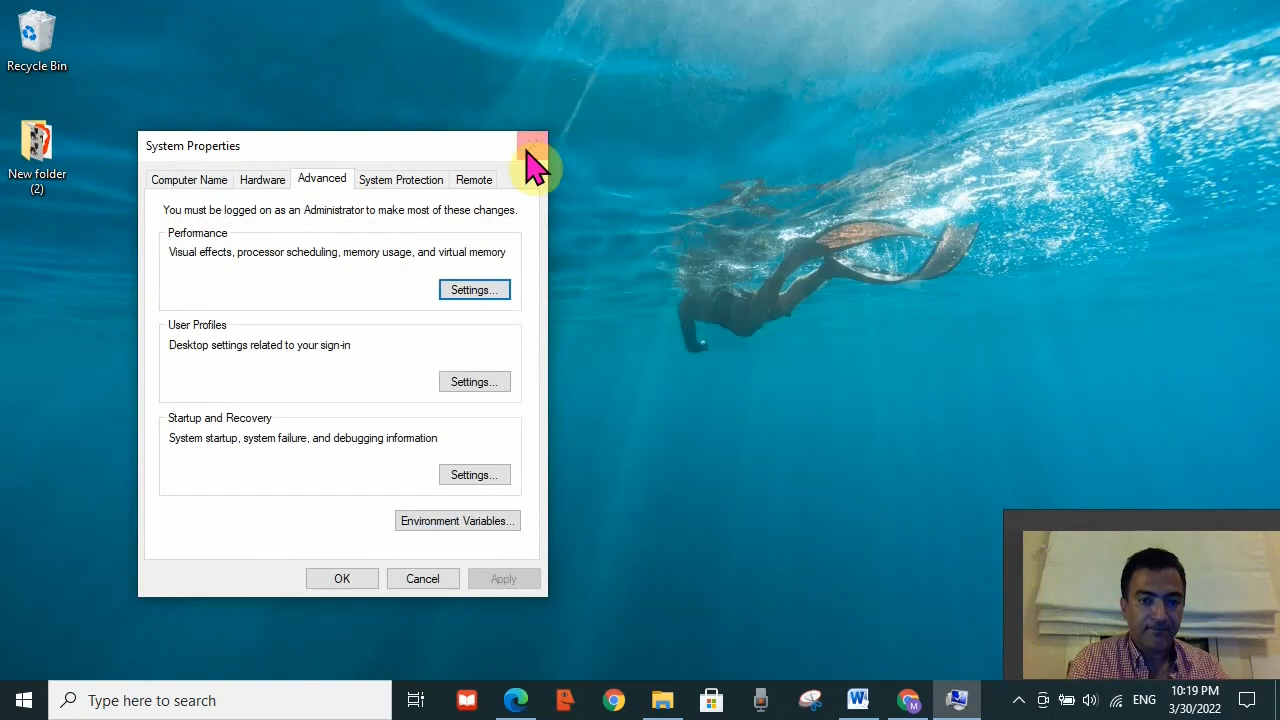 Recycle Bin
New folder
(2)
System Properties
Computer Name
Hardware
Advanced
System Protection
Remote
You must be logged on as an Administrator to make most of these changes.
Performance
Visual effects, processor scheduling, memory usage, and virtual memory
Settings...
User Profiles
Desktop settings related to your sign-in
Settings...
Startup and Recovery
System startup, system failure, and debugging information
Settings...
Environment Variables...
OK
Cancel
Apply
Type here to search
W
M
ENG
10:19 PM
3/30/2022